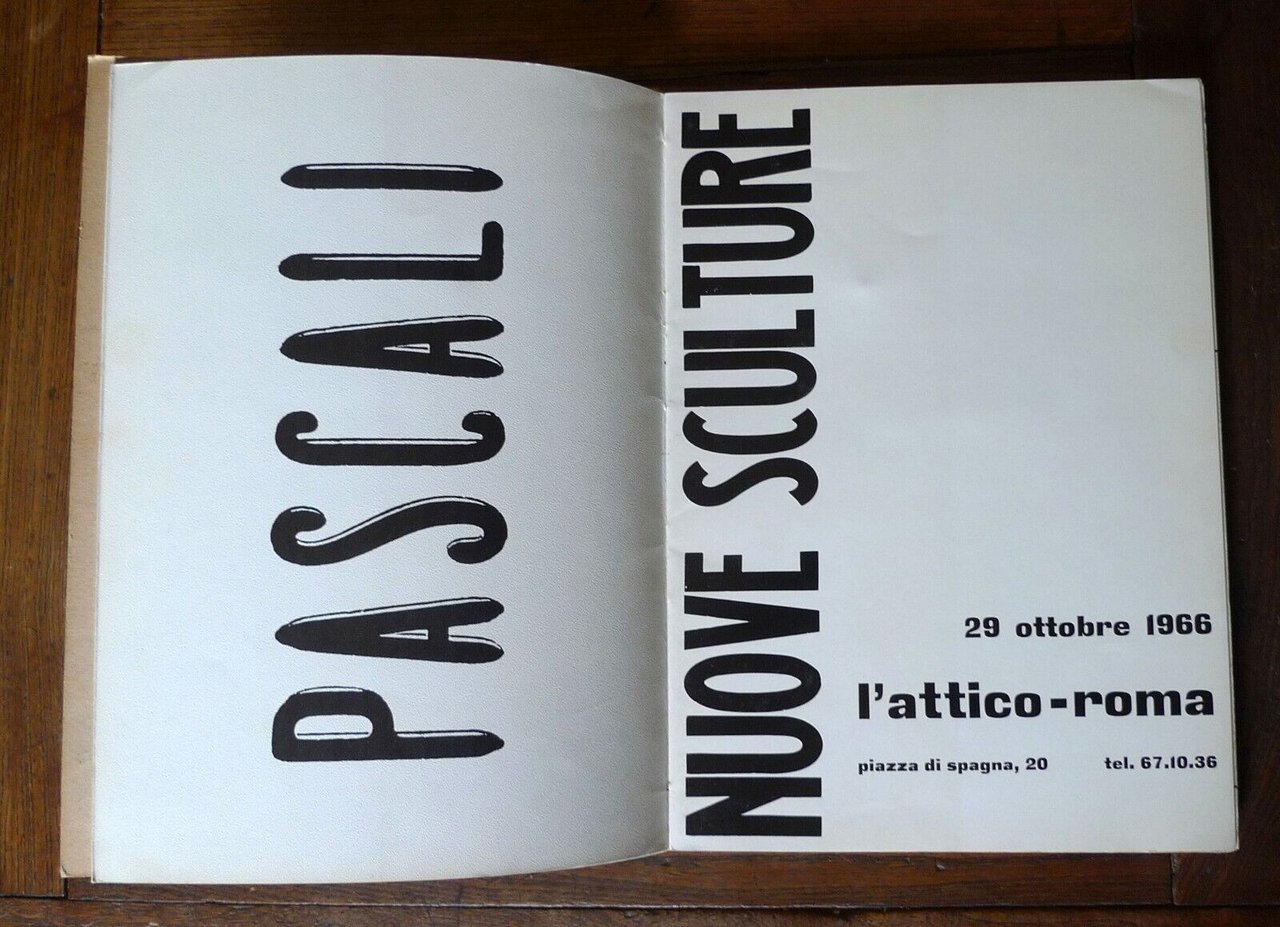 PASCALI
NUOVE SCULTURE
29 ottobre 1966
l'attico-roma
piazza di spagna, 20 tel. 67.10.36